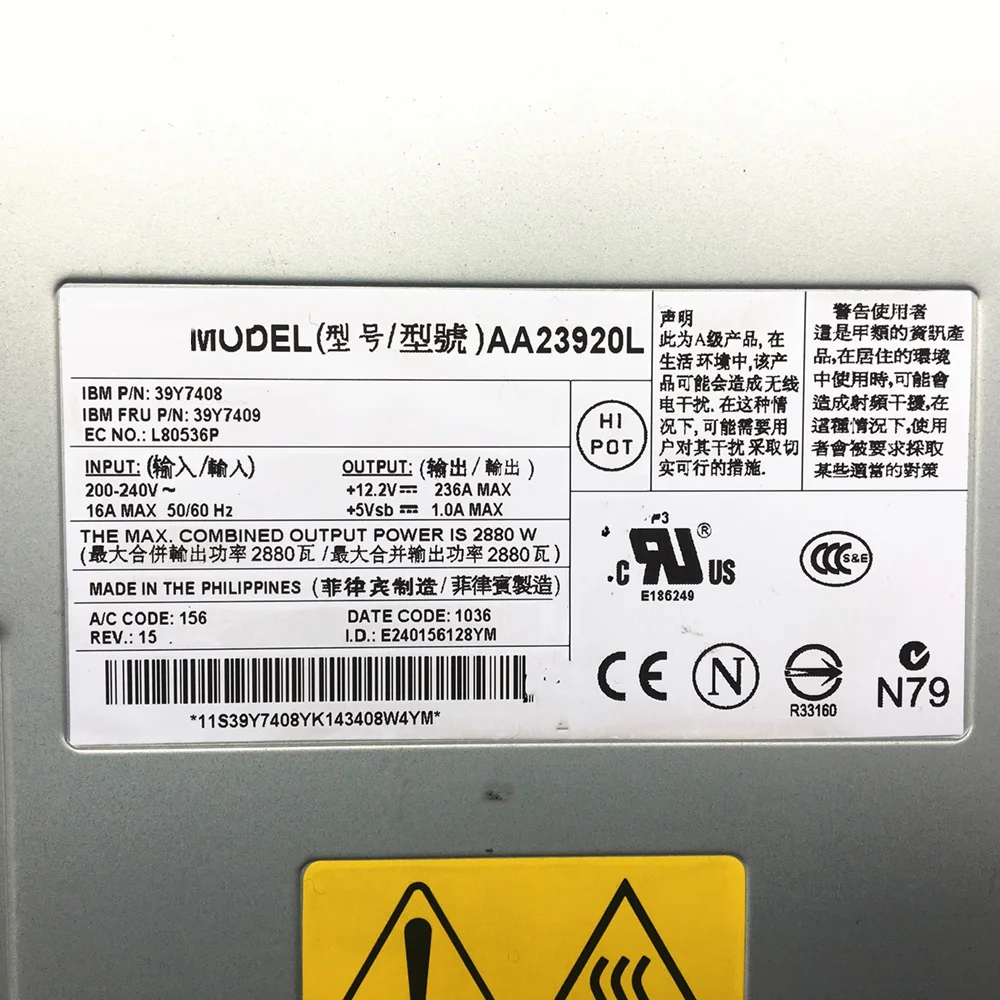 MODEL(型号/型號)AA23920L
IBM P/N: 39Y7408
IBM FRU P/N: 39Y7409
EC NO.: L80536P
HI
POT
INPUT: (输入/輸入)
200-240V ~
16A MAX 50/60 Hz
OUTPUT: (输出/輸出)
+12.2V⎓ 236A MAX
+5Vsb ⎓ 1.0A MAX
THE MAX. COMBINED OUTPUT POWER IS 2880 W
(最大合併輸出功率2880瓦/最大合并输出功率2880瓦)
MADE IN THE PHILIPPINES (菲律宾制造/菲律賓製造)
A/C CODE: 156
REV.: 15
DATE CODE: 1036
I.D.: E240156128YM
*11S39Y7408YK143408W4YM*
声明
此为A级产品, 在
生活环境中,该产
品可能会造成无线
电干扰. 在这种情
况下, 可能需要用
户对其干扰采取切
实可行的措施.
警告使用者
這是甲類的資訊產
品,在居住的環境
中使用時,可能會
造成射頻干擾,在
這種情況下,使用
者會被要求採取
某些適當的對策
P3
c RU US ®
E186249
CCC S&E
CE
N
R33160
N79